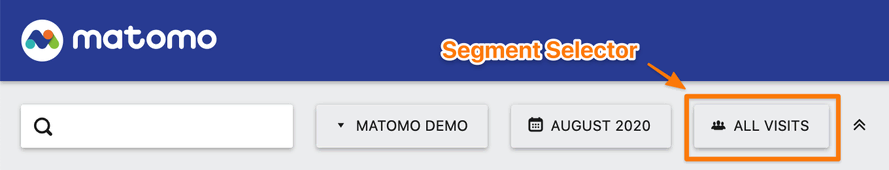 matomo
Segment Selector
MATOMO DEMO
AUGUST 2020
ALL VISITS